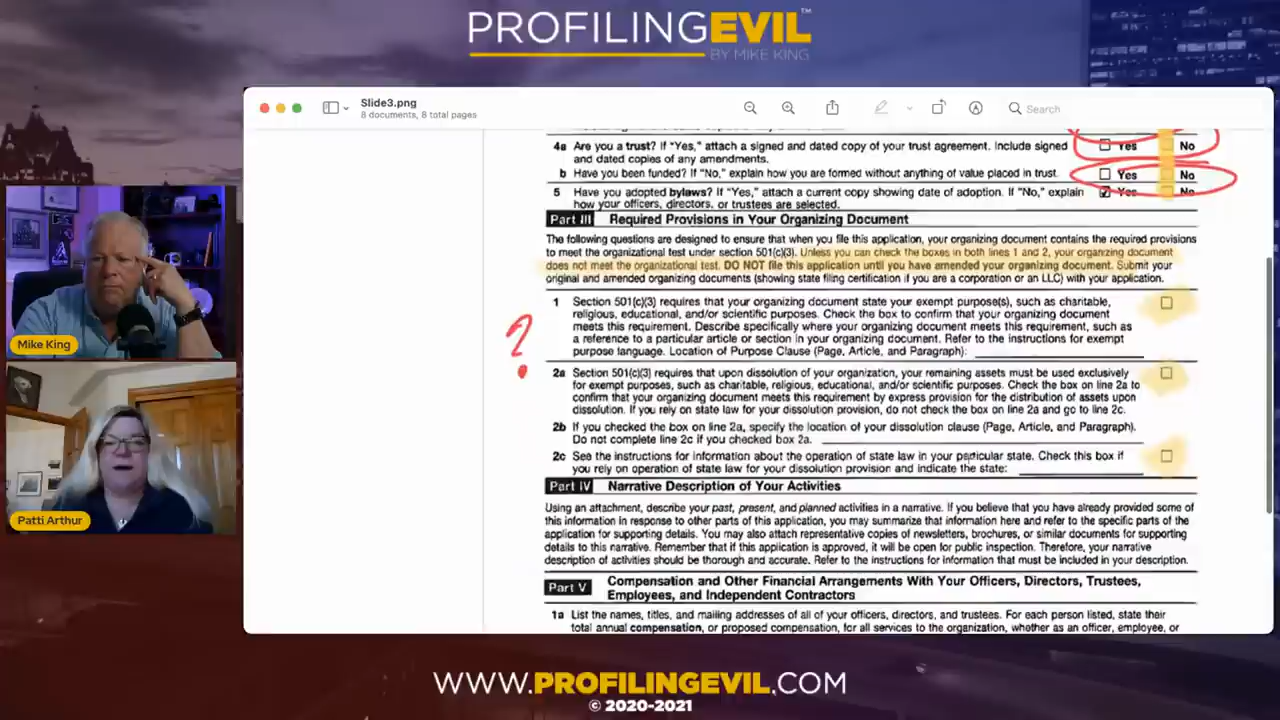 PROFILINGEVIL™
BY MIKE KING
Slide3.png
8 documents, 8 total pages
Search
4a Are you a trust? If "Yes," attach a signed and dated copy of your trust agreement. Include signed Yes No
and dated copies of any amendments.
b Have you been funded? If "No," explain how you are formed without anything of value placed in trust. Yes No
5 Have you adopted bylaws? If "Yes," attach a current copy showing date of adoption. If "No," explain Yes No
how your officers, directors, or trustees are selected.
Part III Required Provisions in Your Organizing Document
The following questions are designed to ensure that when you file this application, your organizing document contains the required provisions
to meet the organizational test under section 501(c)(3). Unless you can check the boxes in both lines 1 and 2, your organizing document
does not meet the organizational test. DO NOT file this application until you have amended your organizing document. Submit your
original and amended organizing documents (showing state filing certification if you are a corporation or an LLC) with your application.
1 Section 501(c)(3) requires that your organizing document state your exempt purpose(s), such as charitable,
religious, educational, and/or scientific purposes. Check the box to confirm that your organizing document
meets this requirement. Describe specifically where your organizing document meets this requirement, such as
a reference to a particular article or section in your organizing document. Refer to the instructions for exempt
purpose language. Location of Purpose Clause (Page, Article, and Paragraph):
?
2a Section 501(c)(3) requires that upon dissolution of your organization, your remaining assets must be used exclusively
for exempt purposes, such as charitable, religious, educational, and/or scientific purposes. Check the box on line 2a to
confirm that your organizing document meets this requirement by express provision for the distribution of assets upon
dissolution. If you rely on state law for your dissolution provision, do not check the box on line 2a and go to line 2c.
2b If you checked the box on line 2a, specify the location of your dissolution clause (Page, Article, and Paragraph).
Do not complete line 2c if you checked box 2a.
2c See the instructions for information about the operation of state law in your particular state. Check this box if
you rely on operation of state law for your dissolution provision and indicate the state:
Part IV Narrative Description of Your Activities
Using an attachment, describe your past, present, and planned activities in a narrative. If you believe that you have already provided some of
this information in response to other parts of this application, you may summarize that information here and refer to the specific parts of the
application for supporting details. You may also attach representative copies of newsletters, brochures, or similar documents for supporting
details to this narrative. Remember that if this application is approved, it will be open for public inspection. Therefore, your narrative
description of activities should be thorough and accurate. Refer to the instructions for information that must be included in your description.
Part V Compensation and Other Financial Arrangements With Your Officers, Directors, Trustees,
Employees, and Independent Contractors
1a List the names, titles, and mailing addresses of all of your officers, directors, and trustees. For each person listed, state their
total annual compensation, or proposed compensation, for all services to the organization, whether as an officer, employee, or
Mike King
Patti Arthur
WWW.PROFILINGEVIL.COM
© 2020-2021